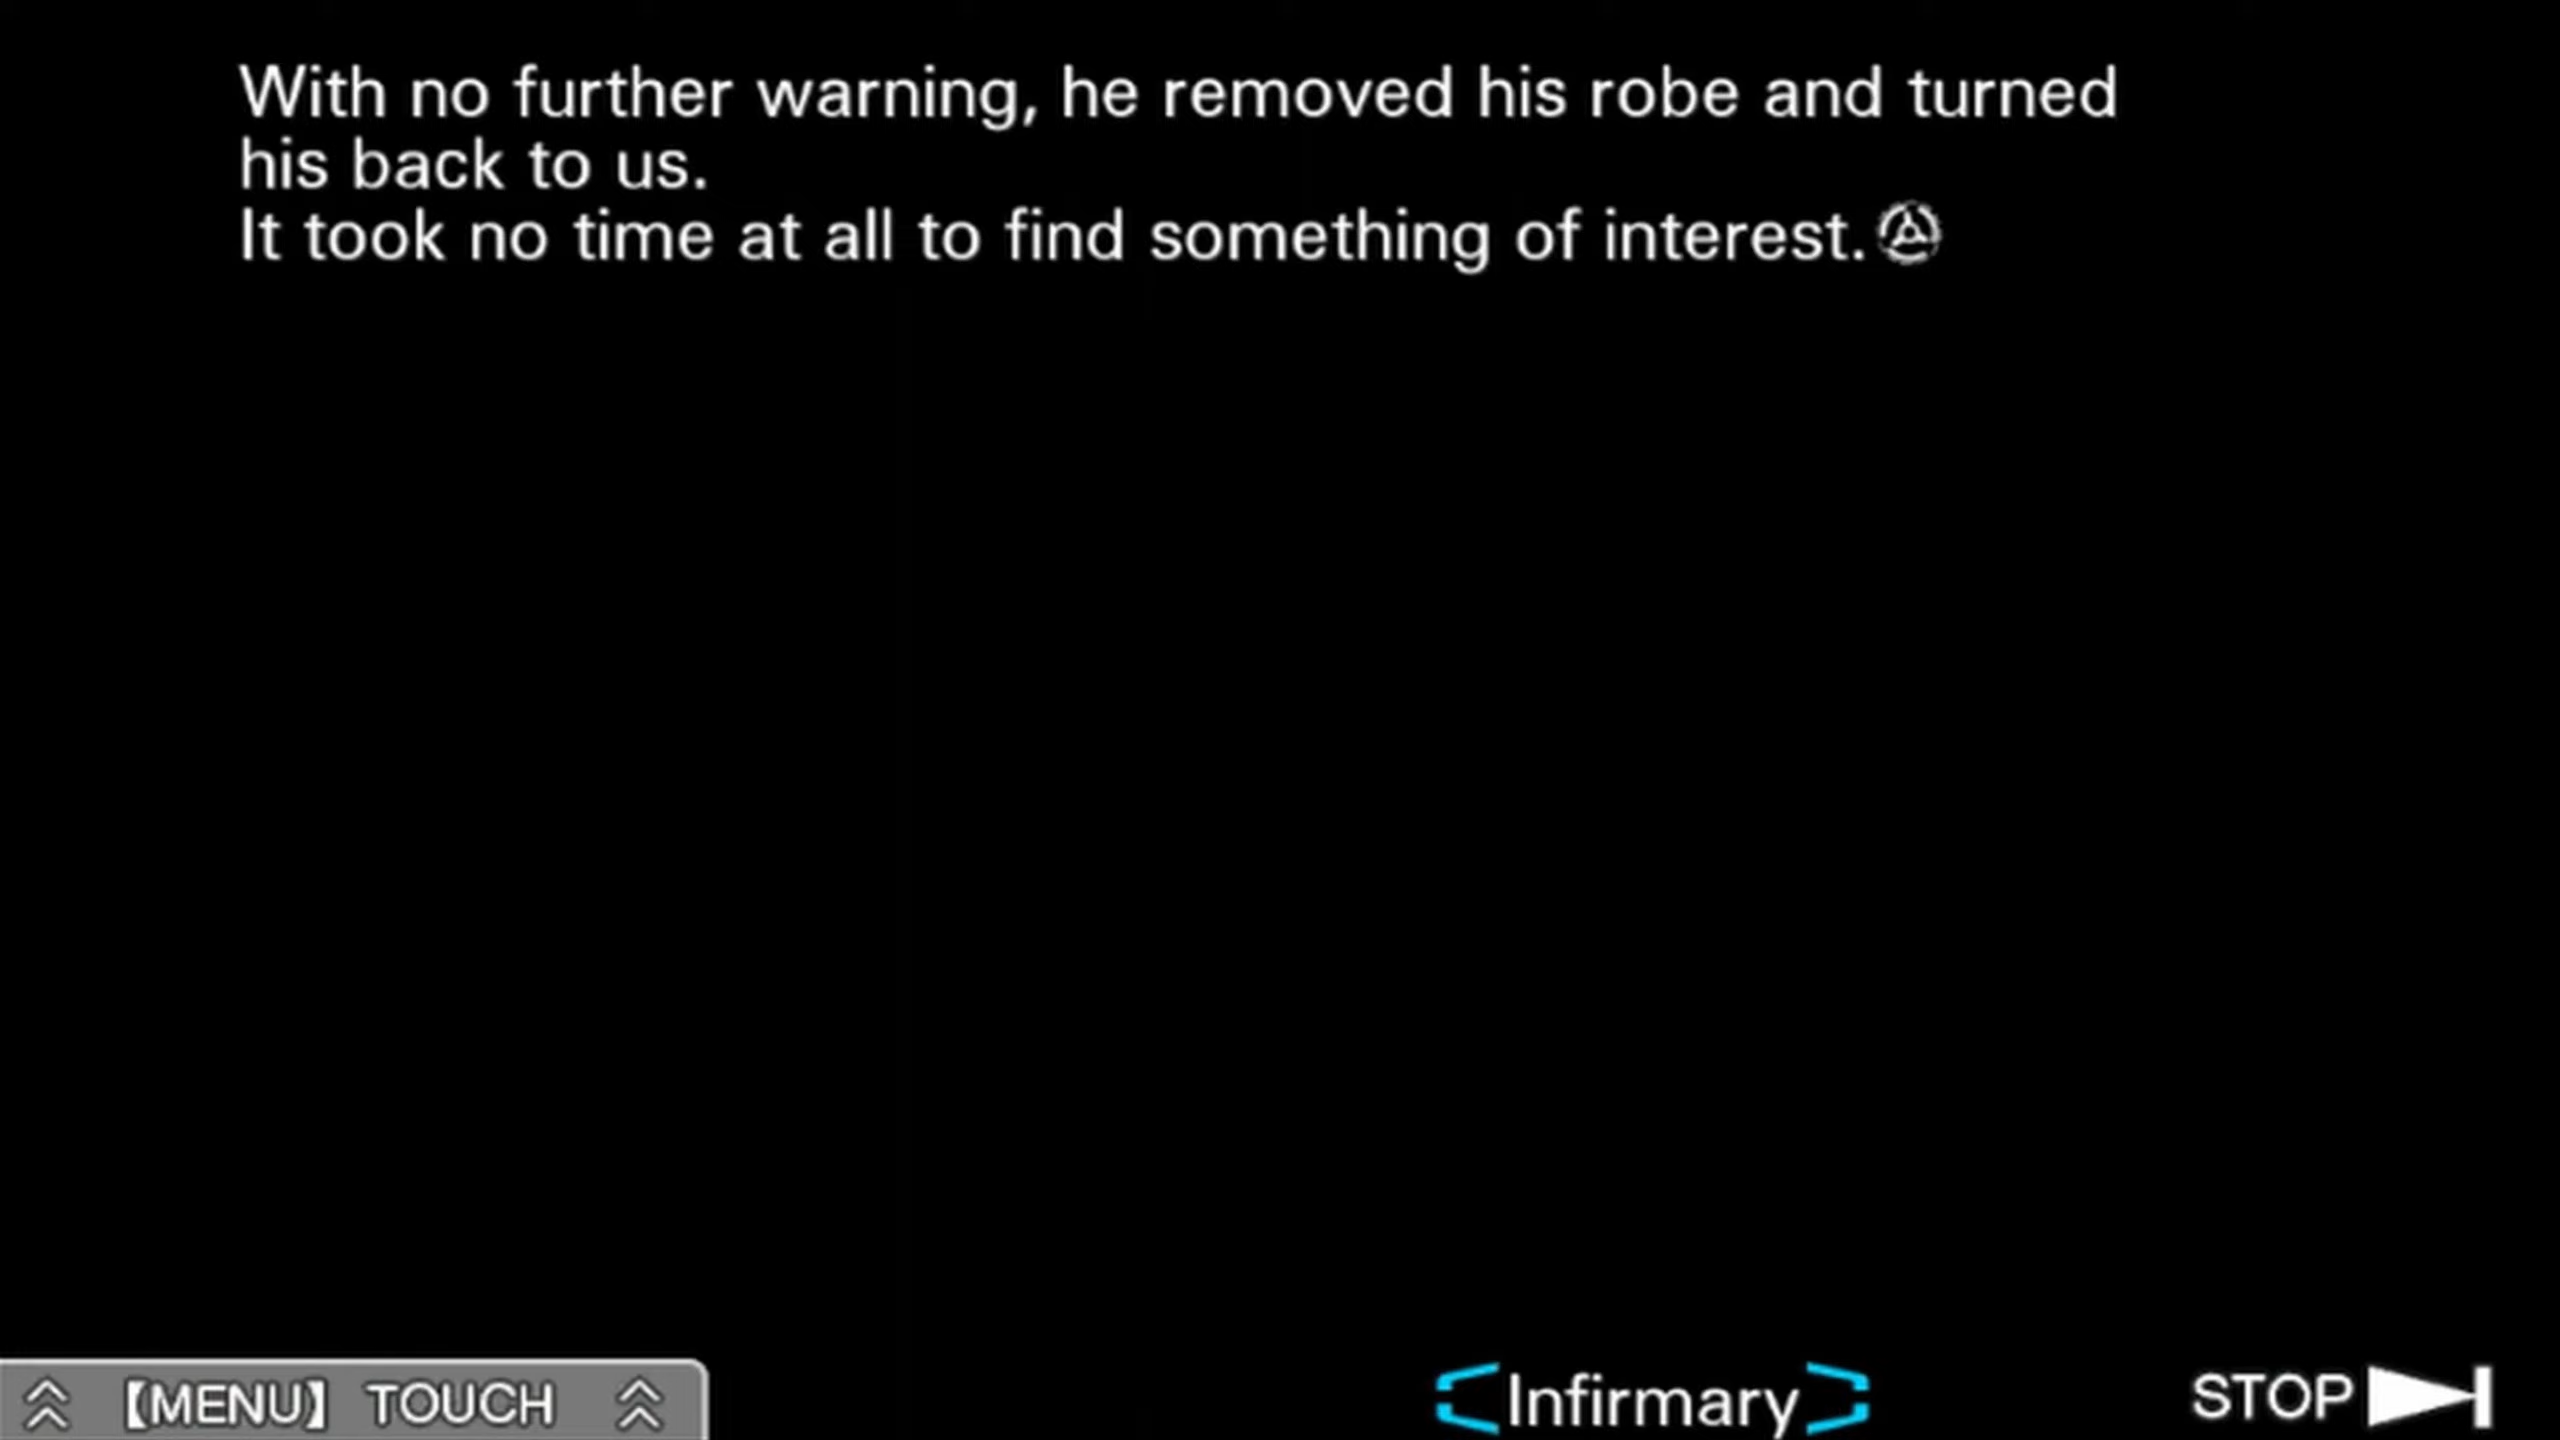 With no further warning, he removed his robe and turned
his back to us.
It took no time at all to find something of interest.
【MENU】 TOUCH
Infirmary
STOP